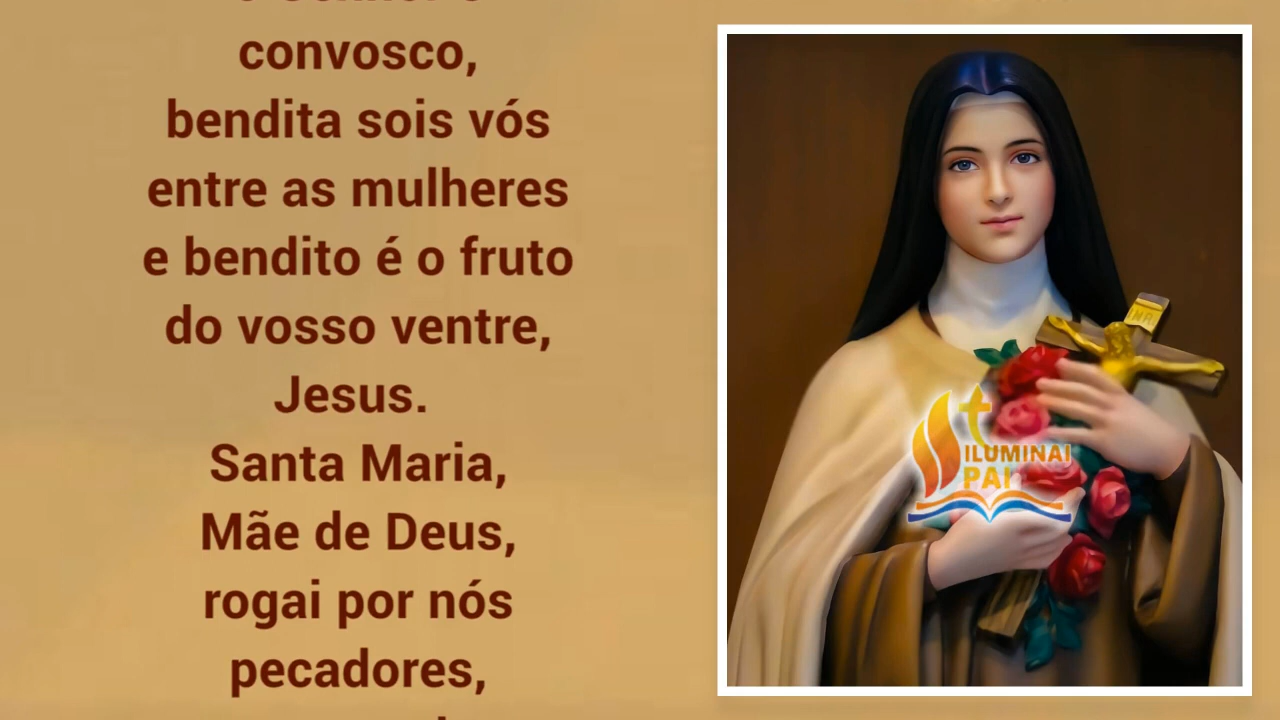 convosco,
bendita sois vós
entre as mulheres
e bendito é o fruto
do vosso ventre,
Jesus.
Santa Maria,
Mãe de Deus,
rogai por nós
pecadores,
ILUMINAI
PAI